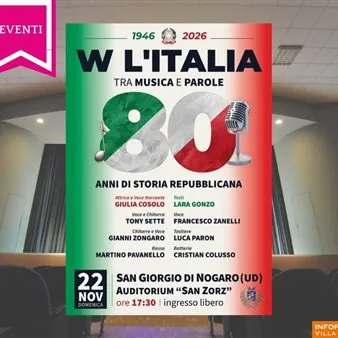 EVENTI
1946 2026
W L'ITALIA
TRA MUSICA E PAROLE
80
ANNI DI STORIA REPUBBLICANA
Attrice e Voce Narrante
GIULIA COSOLO
Testi
LARA GONZO
Voce e Chitarra
TONY SETTE
Voce
FRANCESCO ZANELLI
Chitarre e Voce
GIANNI ZONGARO
Tastiere
LUCA PARON
Basso
MARTINO PAVANELLO
Batteria
CRISTIAN COLUSSO
22
NOV
DOMENICA
SAN GIORGIO DI NOGARO (UD)
AUDITORIUM "SAN ZORZ"
ore 17:30 | ingresso libero
INFOR
VILLA